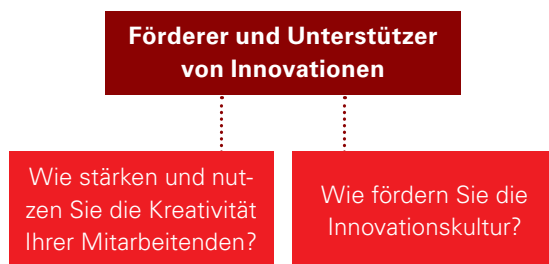 Förderer und Unterstützer
von Innovationen
Wie stärken und nut-
zen Sie die Kreativität
Ihrer Mitarbeitenden?
Wie fördern Sie die
Innovationskultur?